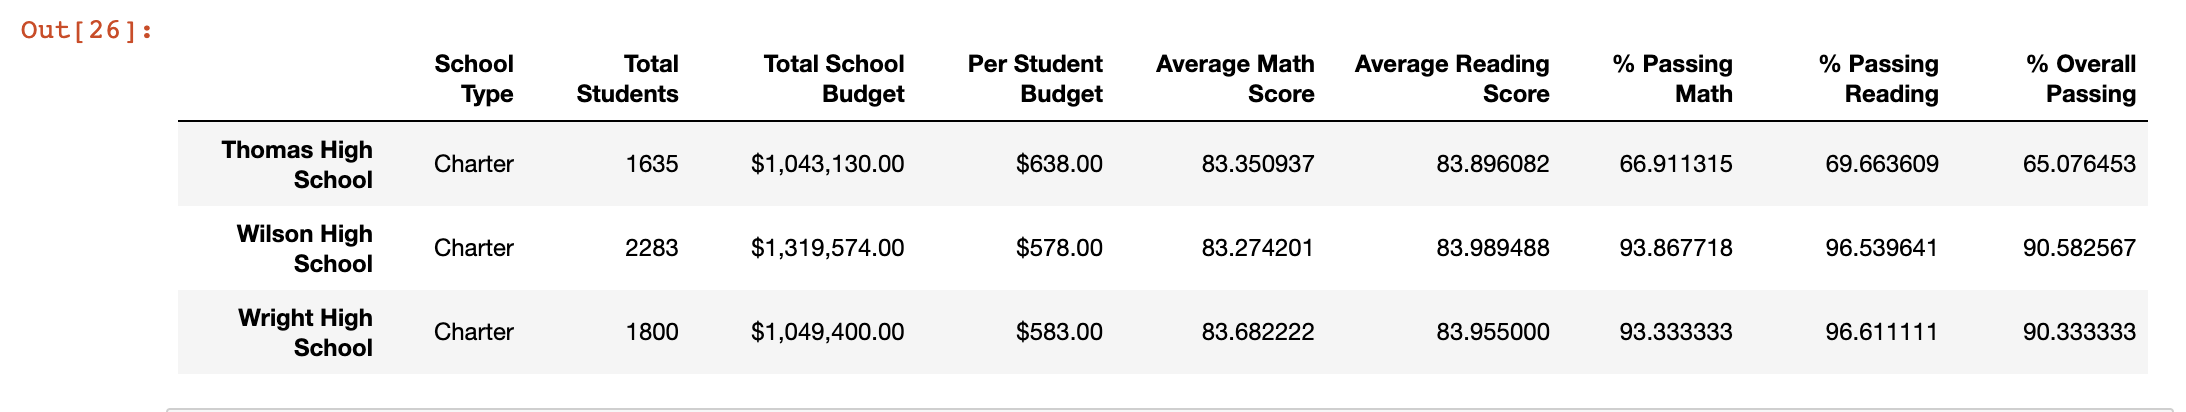 Out[26]:
School Type Total Students Total School Budget Per Student Budget Average Math Score Average Reading Score % Passing Math % Passing Reading % Overall Passing
Thomas High School Charter 1635 $1,043,130.00 $638.00 83.350937 83.896082 66.911315 69.663609 65.076453
Wilson High School Charter 2283 $1,319,574.00 $578.00 83.274201 83.989488 93.867718 96.539641 90.582567
Wright High School Charter 1800 $1,049,400.00 $583.00 83.682222 83.955000 93.333333 96.611111 90.333333